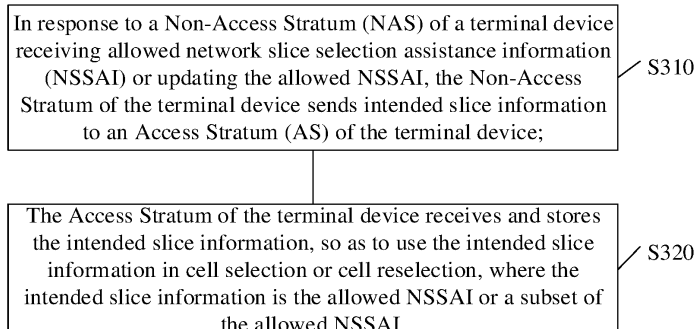 In response to a Non-Access Stratum (NAS) of a terminal device
receiving allowed network slice selection assistance information
(NSSAI) or updating the allowed NSSAI, the Non-Access
Stratum of the terminal device sends intended slice information
to an Access Stratum (AS) of the terminal device;
S310
The Access Stratum of the terminal device receives and stores
the intended slice information, so as to use the intended slice
information in cell selection or cell reselection, where the
intended slice information is the allowed NSSAI or a subset of
the allowed NSSAI
S320